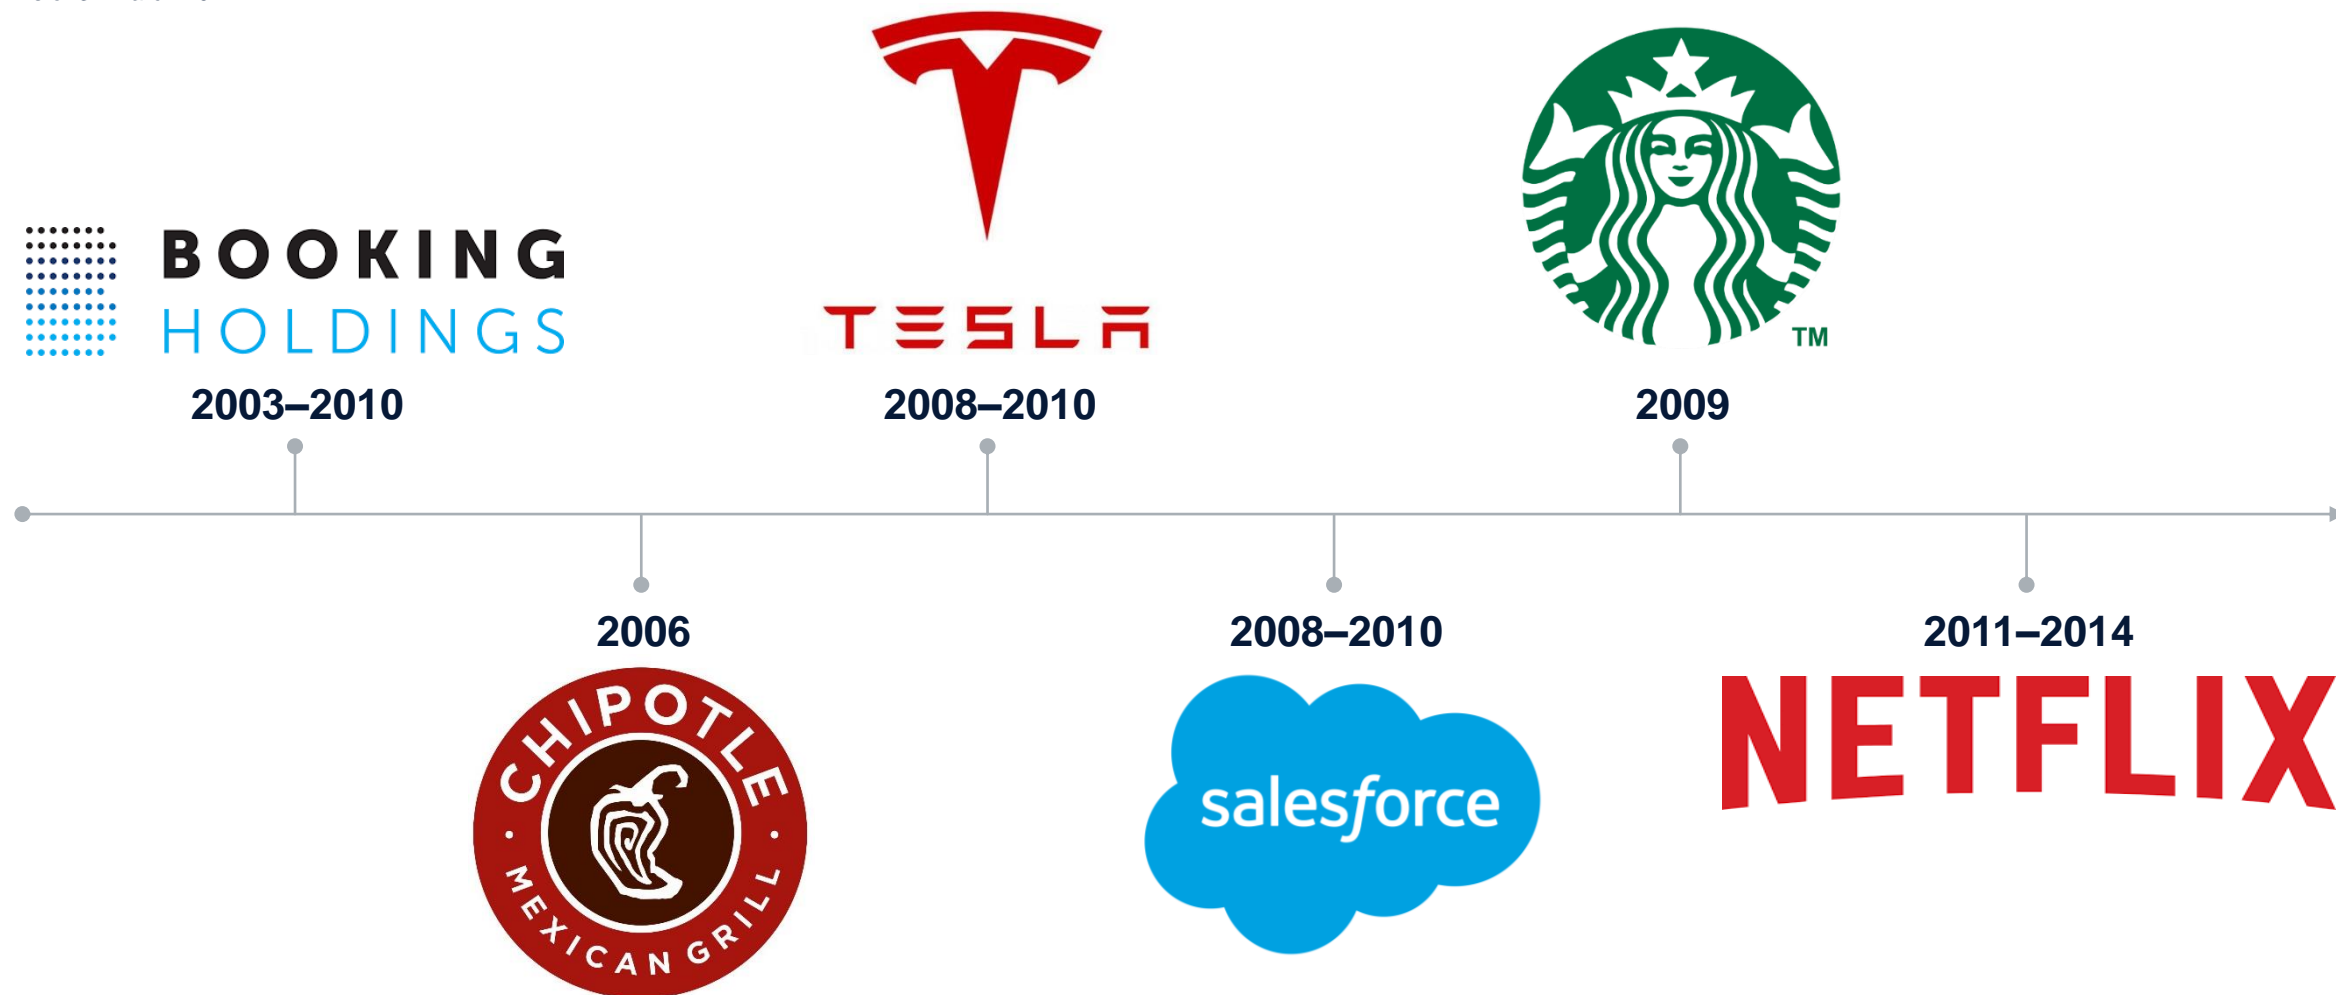 BOOKING
HOLDINGS
2003–2010
TESLA
2008–2010
TM
2009
2006
CHIPOTLE
MEXICAN GRILL
2008–2010
salesforce
2011–2014
NETFLIX